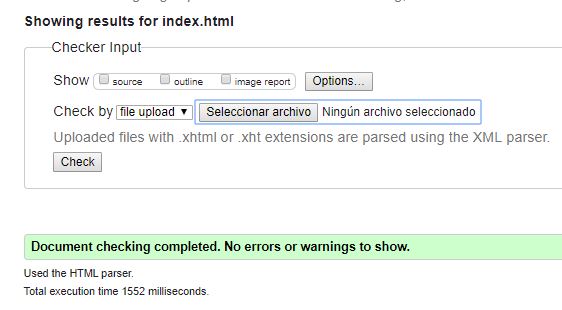 Showing results for index.html
Checker Input
Show source outline image report Options...
Check by file upload Seleccionar archivo Ningún archivo seleccionado
Uploaded files with .xhtml or .xht extensions are parsed using the XML parser.
Check
Document checking completed. No errors or warnings to show.
Used the HTML parser.
Total execution time 1552 milliseconds.